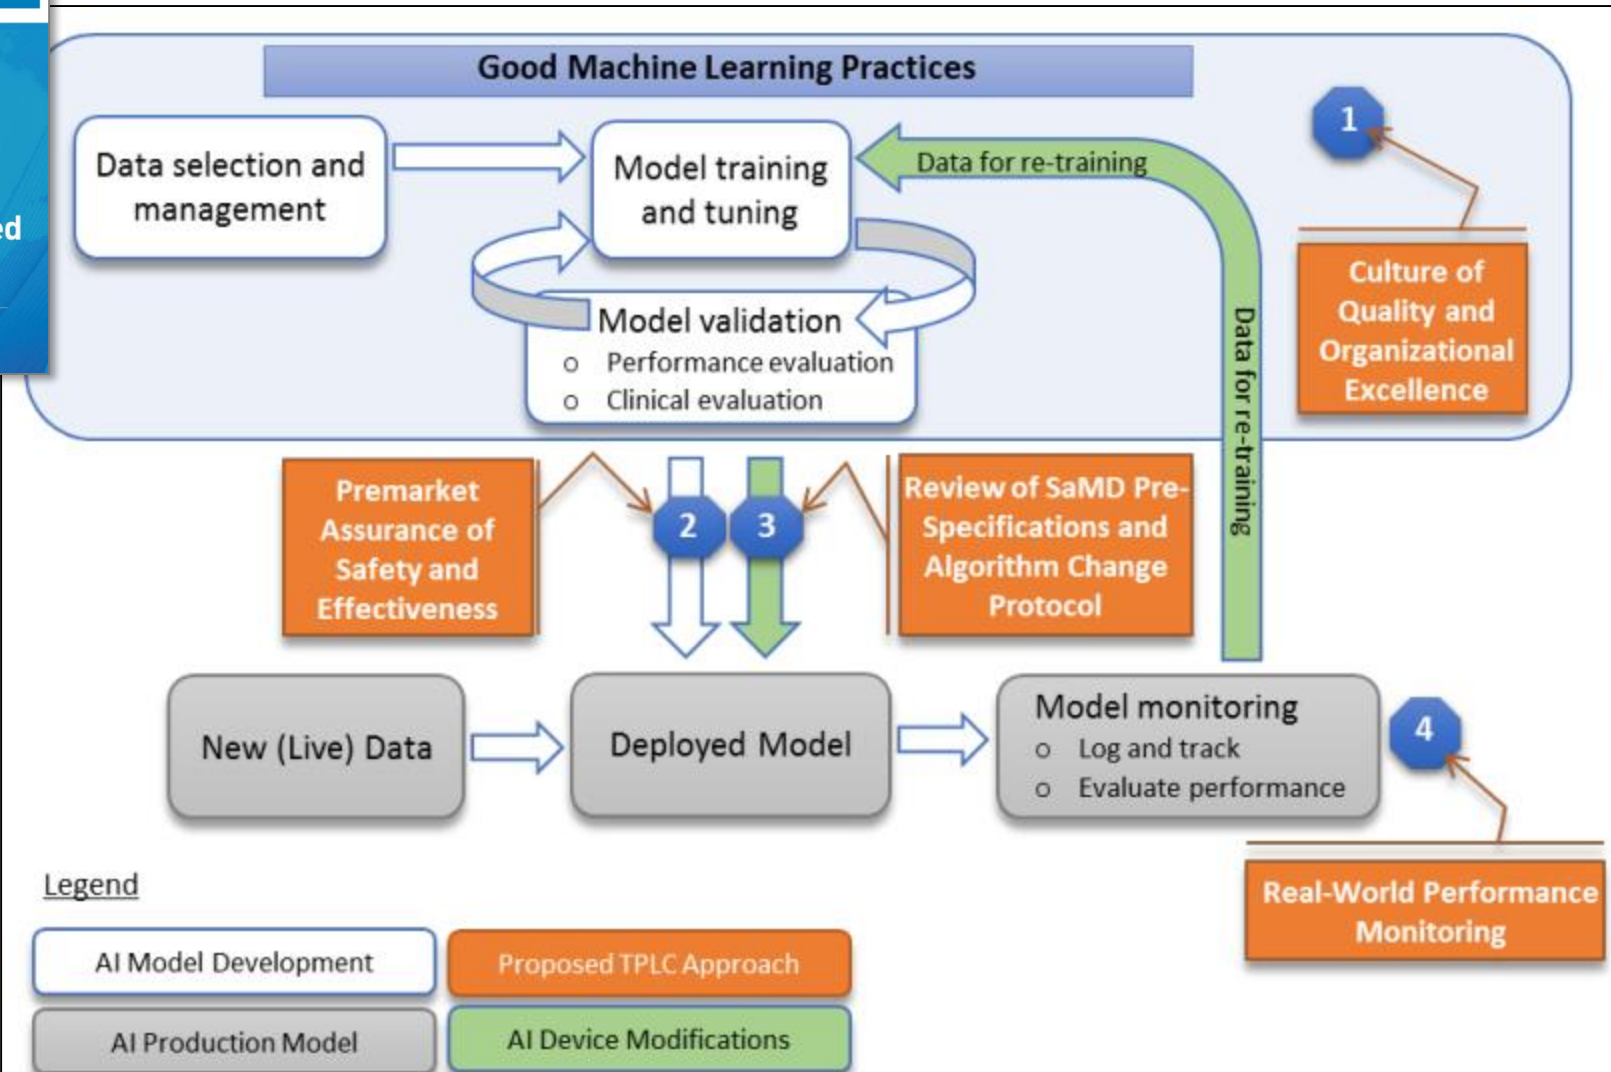 ed
Good Machine Learning Practices
Data selection and
management
Model training
and tuning
Data for re-training
1
Culture of
Quality and
Organizational
Excellence
Model validation
o Performance evaluation
o Clinical evaluation
Data for re-training
Premarket
Assurance of
Safety and
Effectiveness
2
3
Review of SaMD Pre-
Specifications and
Algorithm Change
Protocol
New (Live) Data
Deployed Model
Model monitoring
o Log and track
o Evaluate performance
4
Real-World Performance
Monitoring
Legend
AI Model Development
Proposed TPLC Approach
AI Production Model
AI Device Modifications